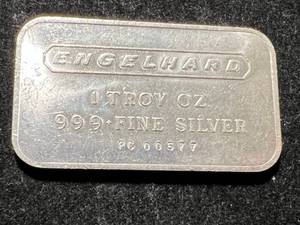 ENGELHARD
1 TROY OZ.
999+ FINE SILVER
PC 06577